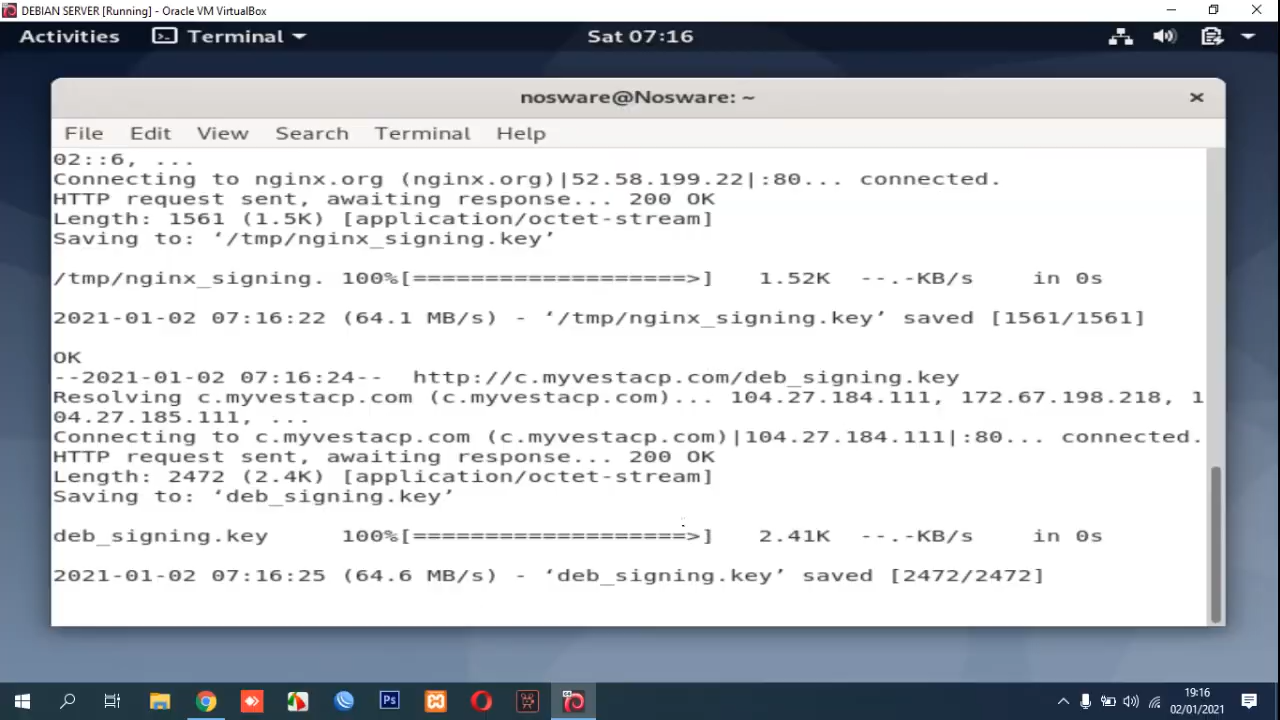 DEBIAN SERVER [Running] - Oracle VM VirtualBox
Activities Terminal Sat 07:16
nosware@Nosware: ~
File Edit View Search Terminal Help
02::6, ...
Connecting to nginx.org (nginx.org)|52.58.199.22|:80... connected.
HTTP request sent, awaiting response... 200 OK
Length: 1561 (1.5K) [application/octet-stream]
Saving to: ‘/tmp/nginx_signing.key’
/tmp/nginx_signing. 100%[===================>] 1.52K --.-KB/s in 0s
2021-01-02 07:16:22 (64.1 MB/s) - ‘/tmp/nginx_signing.key’ saved [1561/1561]
OK
--2021-01-02 07:16:24-- http://c.myvestacp.com/deb_signing.key
Resolving c.myvestacp.com (c.myvestacp.com)... 104.27.184.111, 172.67.198.218, 1
04.27.185.111, ...
Connecting to c.myvestacp.com (c.myvestacp.com)|104.27.184.111|:80... connected.
HTTP request sent, awaiting response... 200 OK
Length: 2472 (2.4K) [application/octet-stream]
Saving to: ‘deb_signing.key’
deb_signing.key 100%[===================>] 2.41K --.-KB/s in 0s
2021-01-02 07:16:25 (64.6 MB/s) - ‘deb_signing.key’ saved [2472/2472]
Ps
19:16
02/01/2021